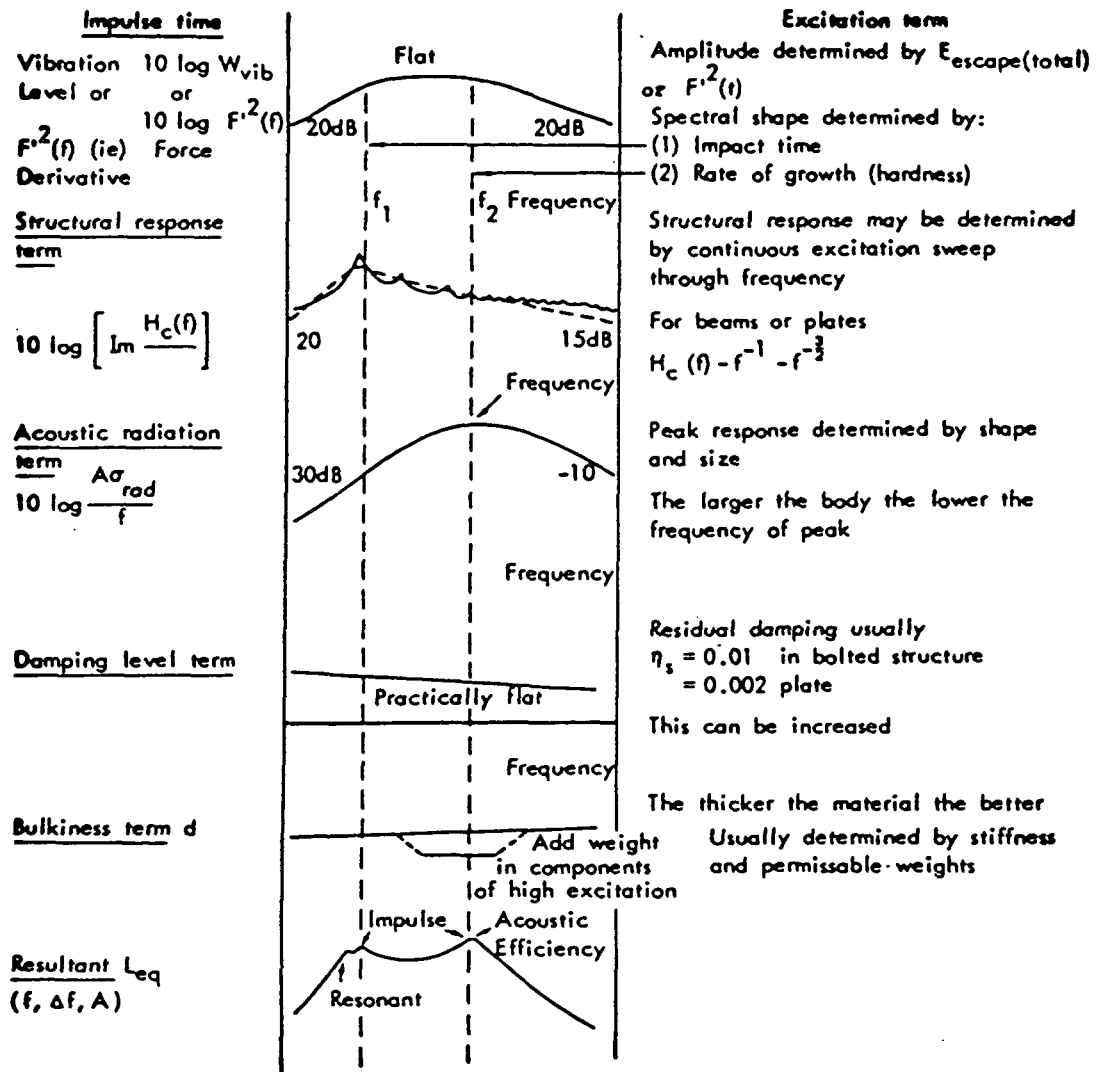 Impulse time
Vibration 10 log W_vib
Level or or
10 log F'²(f)
F'²(f) (ie) Force
Derivative
Flat
20dB 20dB
f₁
f₂ Frequency
Excitation term
Amplitude determined by E_escape(total)
or F'²(t)
Spectral shape determined by:
(1) Impact time
(2) Rate of growth (hardness)
Structural response
term
10 log [Im H_c(f)/ ]
20 15dB
Frequency
Structural response may be determined
by continuous excitation sweep
through frequency
For beams or plates
H_c (f) - f⁻¹ - f^-3/2
Acoustic radiation
term
10 log Aσ_rad/f
30dB -10
Frequency
Peak response determined by shape
and size
The larger the body the lower the
frequency of peak
Damping level term
Practically flat
Frequency
Residual damping usually
η_s = 0.01 in bolted structure
= 0.002 plate
This can be increased
Bulkiness term d
Add weight
in components
of high excitation
The thicker the material the better
Usually determined by stiffness
and permissable·weights
Resultant L_eq
(f, Δf, A)
Impulse
Acoustic
Efficiency
Resonant